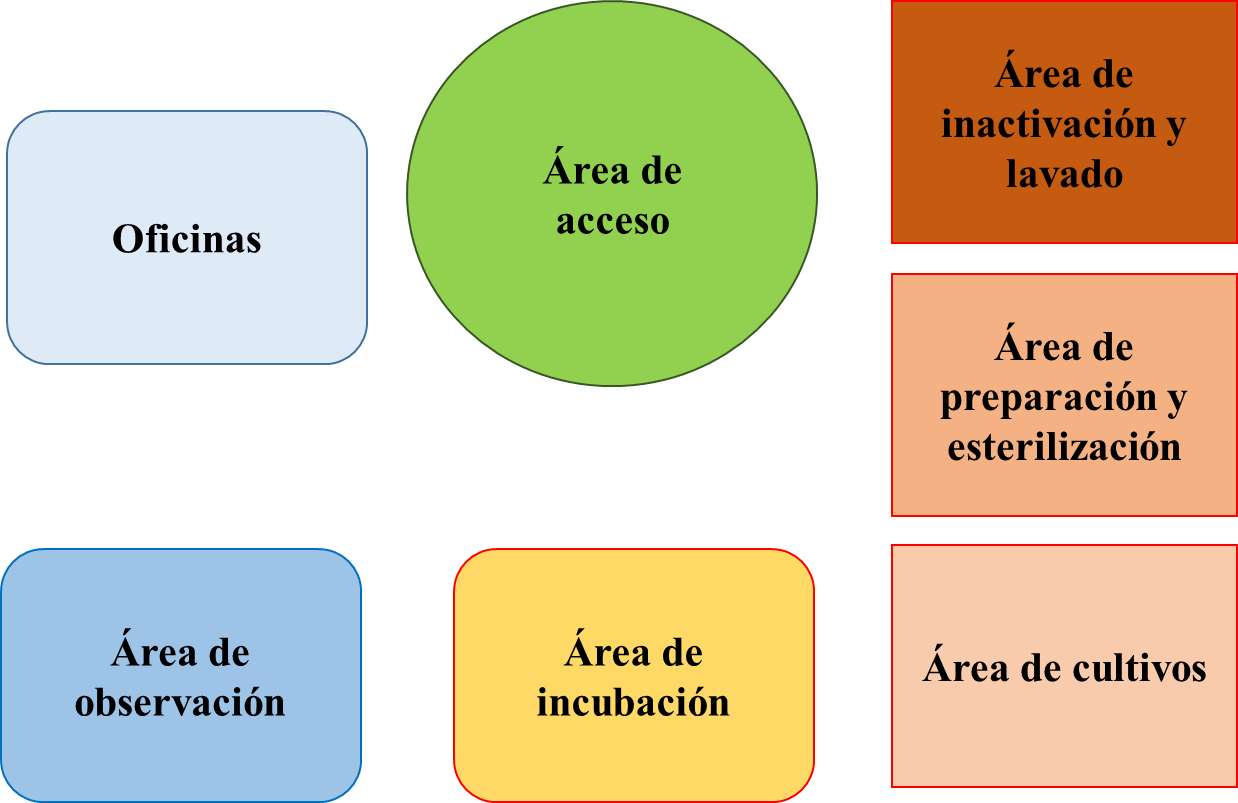 Oficinas
Área de
acceso
Área de
inactivación y
lavado
Área de
preparación y
esterilización
Área de
observación
Área de
incubación
Área de cultivos